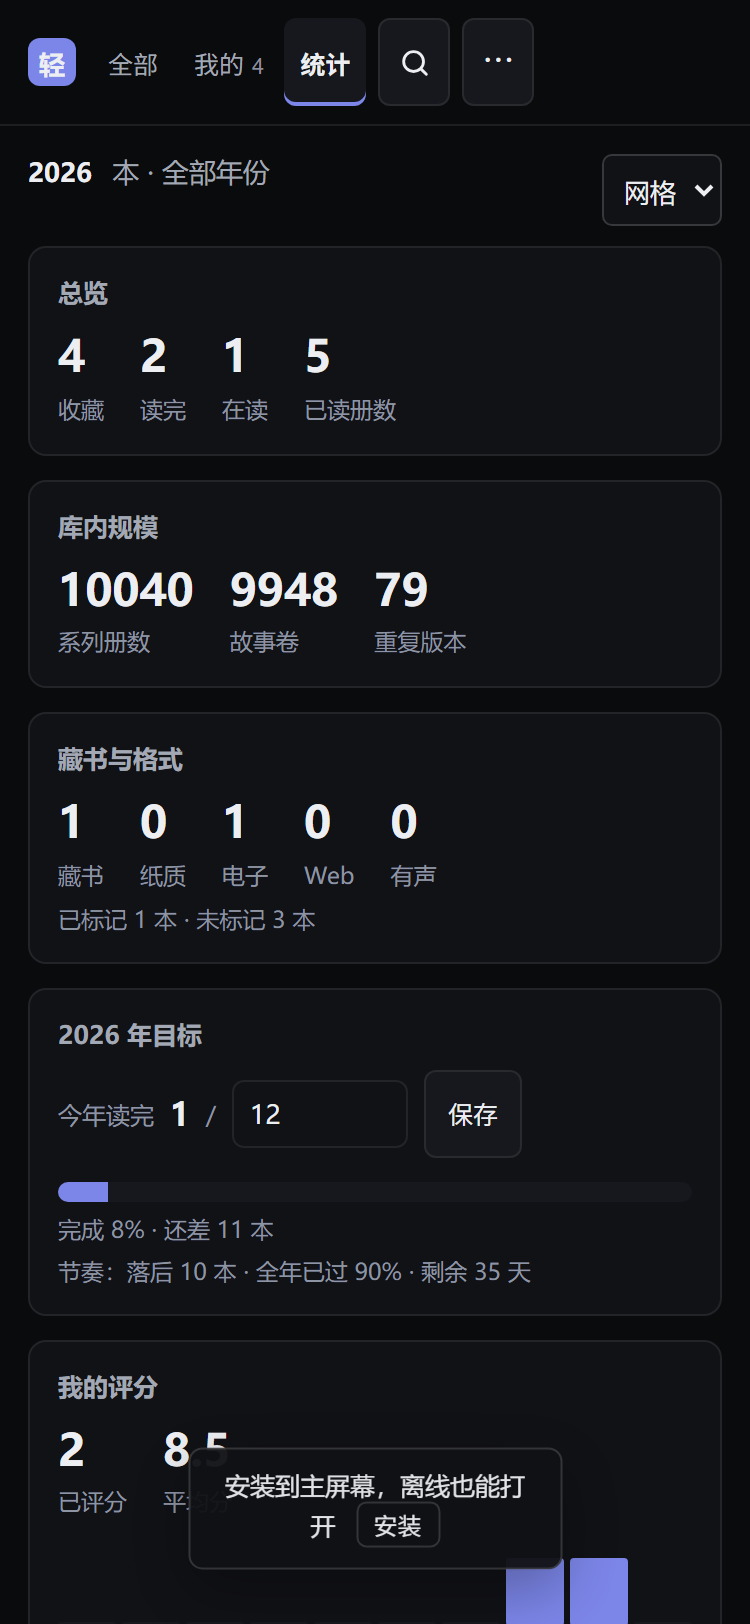 轻 全部 我的 4 统计 ···
2026 本 · 全部年份 网格
总览
4 2 1 5
收藏 读完 在读 已读册数
库内规模
10040 9948 79
系列册数 故事卷 重复版本
藏书与格式
1 0 1 0 0
藏书 纸质 电子 Web 有声
已标记 1 本 · 未标记 3 本
2026 年目标
今年读完 1 / 12 保存
完成 8% · 还差 11 本
节奏：落后 10 本 · 全年已过 90% · 剩余 35 天
我的评分
2 8.5
已评分 平均分
安装到主屏幕，离线也能打
开 安装